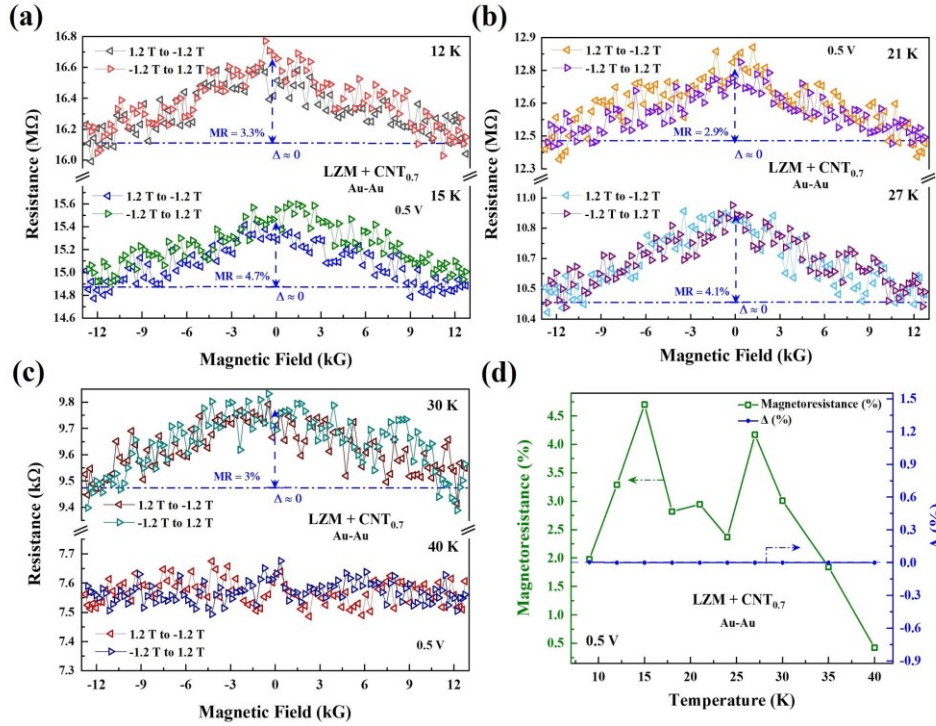 (a)
16.8
16.6
16.4
16.2
16.0
15.6
15.4
15.2
15.0
14.8
14.6
Resistance (MΩ)
1.2 T to -1.2 T
-1.2 T to 1.2 T
12 K
MR = 3.3%
Δ ≈ 0
LZM + CNT0.7
Au-Au
15 K
1.2 T to -1.2 T
-1.2 T to 1.2 T
0.5 V
MR = 4.7%
Δ ≈ 0
-12 -9 -6 -3 0 3 6 9 12
Magnetic Field (kG)
(b)
12.9
12.8
12.6
12.5
12.3
11.0
10.8
10.7
10.5
10.4
Resistance (MΩ)
1.2 T to -1.2 T
-1.2 T to 1.2 T
0.5 V
21 K
MR = 2.9%
Δ ≈ 0
LZM + CNT0.7
Au-Au
27 K
1.2 T to -1.2 T
-1.2 T to 1.2 T
MR = 4.1%
Δ ≈ 0
-12 -9 -6 -3 0 3 6 9 12
Magnetic Field (kG)
(c)
9.8
9.7
9.5
9.4
7.7
7.6
7.5
7.4
7.3
Resistance (kΩ)
30 K
MR = 3%
Δ ≈ 0
1.2 T to -1.2 T
-1.2 T to 1.2 T
LZM + CNT0.7
Au-Au
40 K
1.2 T to -1.2 T
-1.2 T to 1.2 T
0.5 V
-12 -9 -6 -3 0 3 6 9 12
Magnetic Field (kG)
(d)
4.5
4.0
3.5
3.0
2.5
2.0
1.5
1.0
0.5
Magnetoresistance (%)
Magnetoresistance (%)
Δ (%)
1.5
1.2
0.9
0.6
0.3
0.0
-0.3
-0.6
-0.9
LZM + CNT0.7
Au-Au
0.5 V
10 15 20 25 30 35 40
Temperature (K)